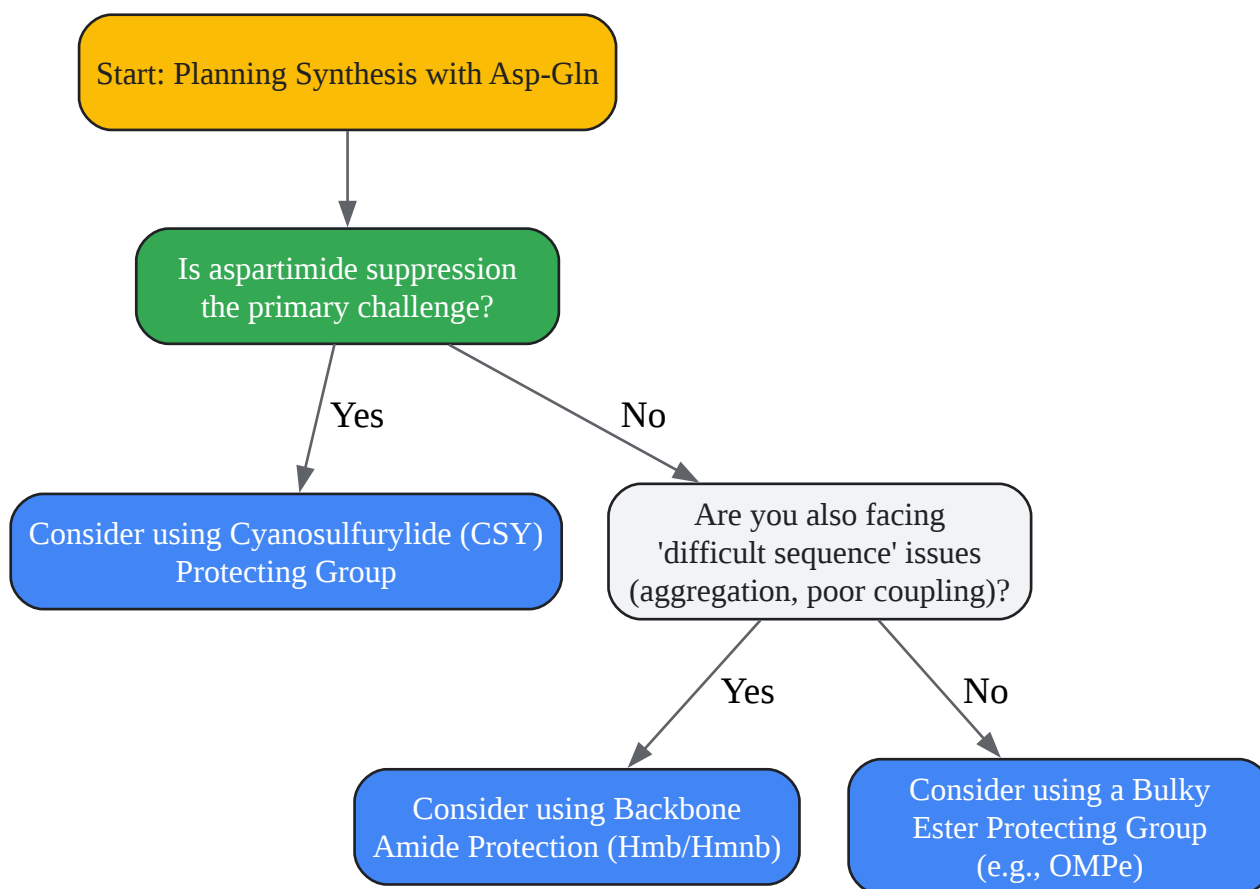 Start: Planning Synthesis with Asp-Gln
Is aspartimide suppression
the primary challenge?
Yes
No
Consider using Cyanosulfurylide (CSY)
Protecting Group
Are you also facing
'difficult sequence' issues
(aggregation, poor coupling)?
Yes
No
Consider using Backbone
Amide Protection (Hmb/Hmnb)
Consider using a Bulky
Ester Protecting Group
(e.g., OMPe)